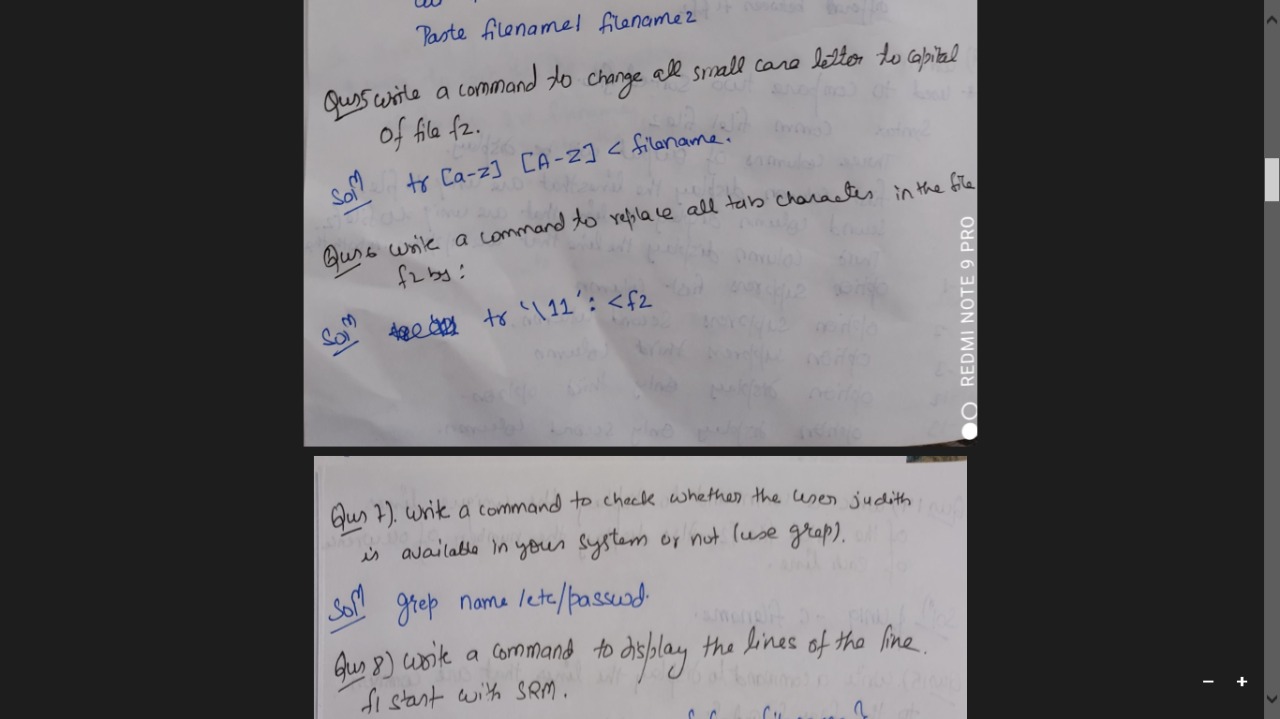 Paste filename1 filename2
Qus5 write a command to change all small case letter to capital
of file f2.
Solⁿ tr [a-z] [A-Z] < filename.
Qus6 write a command to replace all tab character in the file
f2 by :
Solⁿ tr '\11' : <f2
REDMI NOTE 9 PRO
Qus 7). Write a command to check whether the user judith
is available in your system or not (use grep).
Solⁿ grep name /etc/passwd.
Qus 8) Write a command to display the lines of the line.
f1 start with SRM.